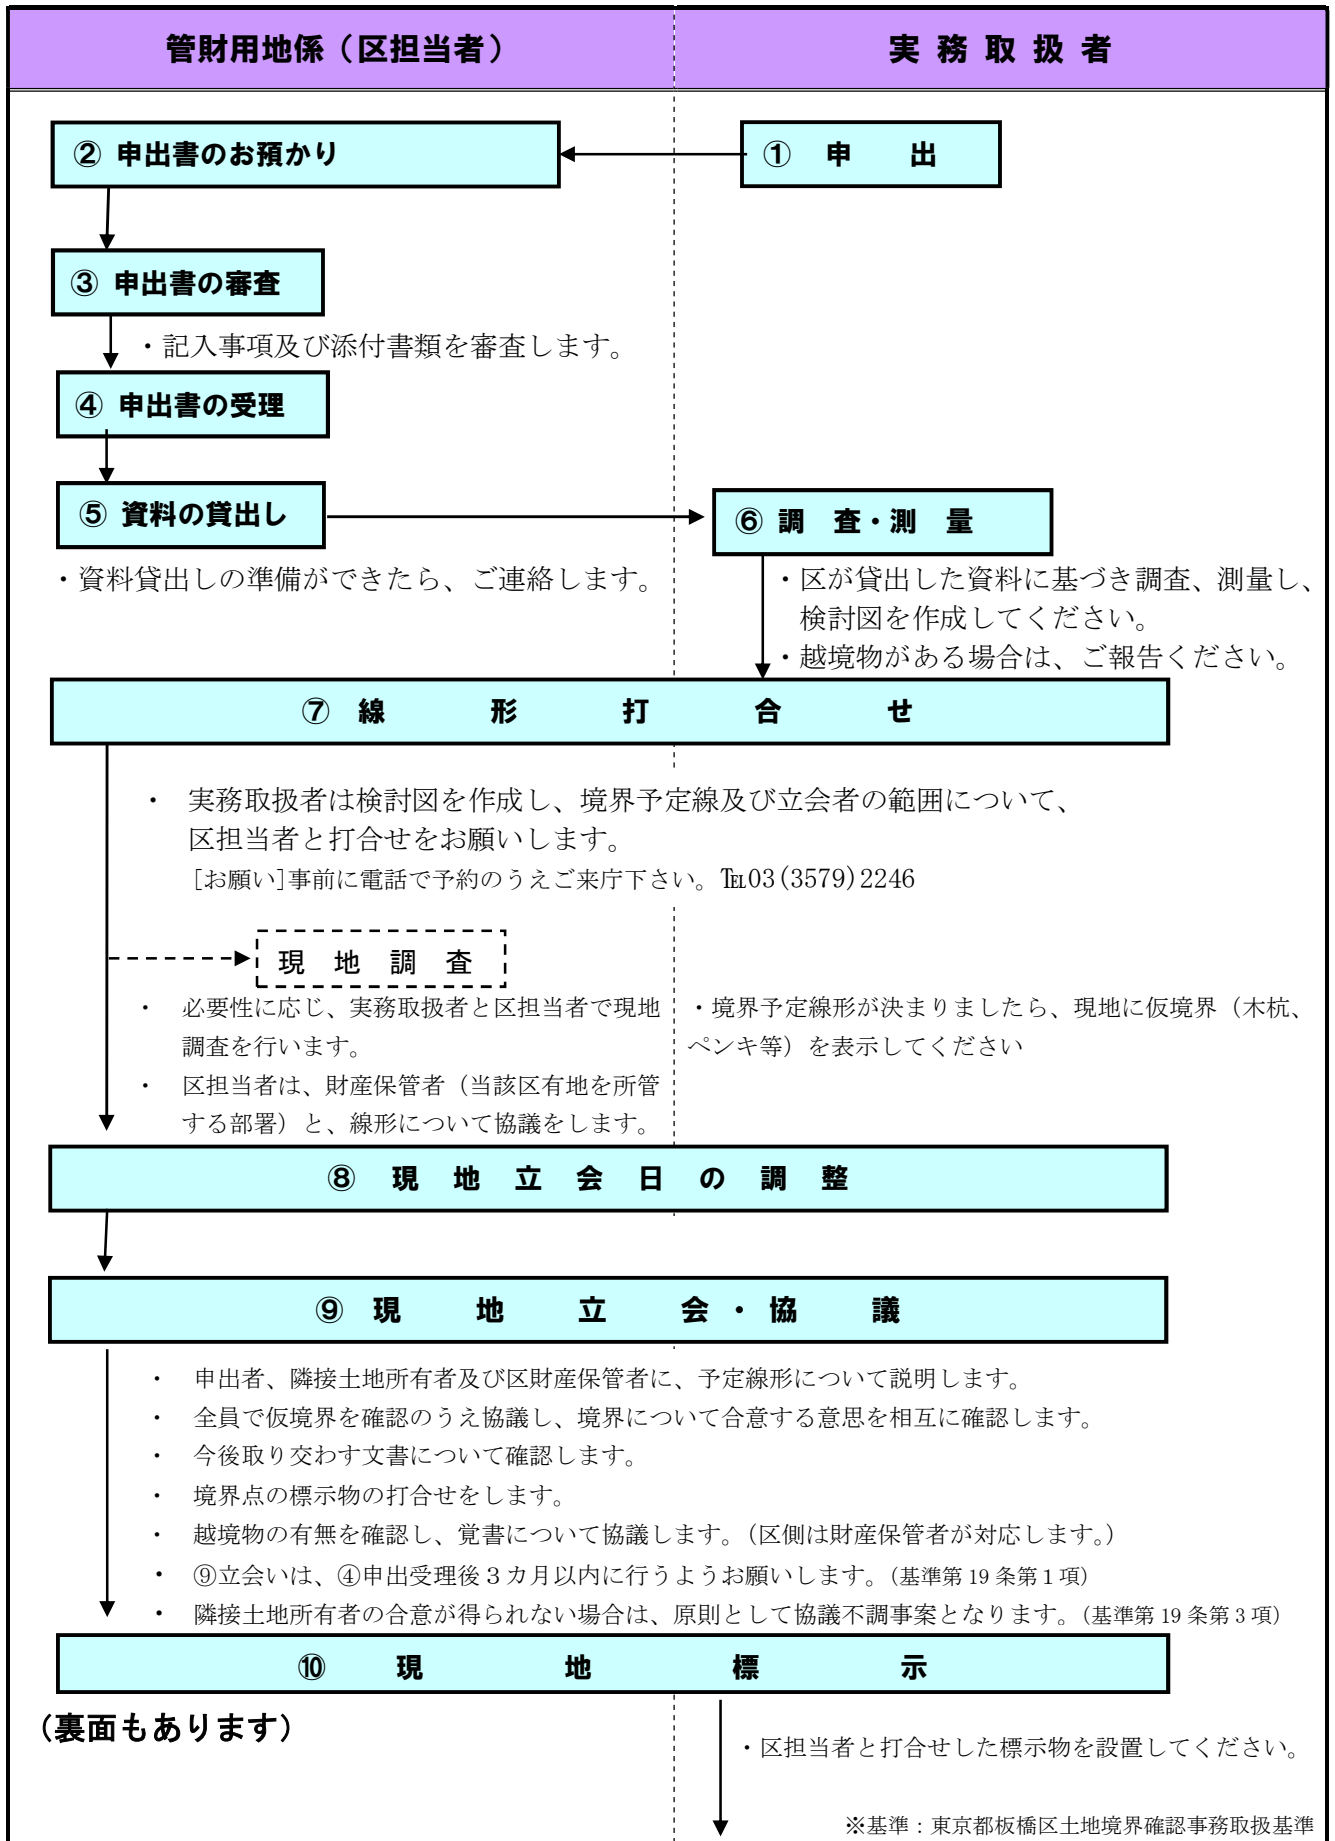 管財用地係（区担当者）
実務取扱者
② 申出書のお預かり
① 申 出
③ 申出書の審査
・記入事項及び添付書類を審査します。
④ 申出書の受理
⑤ 資料の貸出し
⑥ 調 査・測 量
・資料貸出しの準備ができたら、ご連絡します。
・区が貸出した資料に基づき調査、測量し、
検討図を作成してください。
・越境物がある場合は、ご報告ください。
⑦ 線 形 打 合 せ
・ 実務取扱者は検討図を作成し、境界予定線及び立会者の範囲について、
区担当者と打合せをお願いします。
[お願い]事前に電話で予約のうえご来庁下さい。℡03(3579)2246
現 地 調 査
・ 必要性に応じ、実務取扱者と区担当者で現地
調査を行います。
・ 区担当者は、財産保管者（当該区有地を所管
する部署）と、線形について協議をします。
・境界予定線形が決まりましたら、現地に仮境界（木杭、
ペンキ等）を表示してください
⑧ 現 地 立 会 日 の 調 整
⑨ 現 地 立 会 ・ 協 議
・ 申出者、隣接土地所有者及び区財産保管者に、予定線形について説明します。
・ 全員で仮境界を確認のうえ協議し、境界について合意する意思を相互に確認します。
・ 今後取り交わす文書について確認します。
・ 境界点の標示物の打合せをします。
・ 越境物の有無を確認し、覚書について協議します。（区側は財産保管者が対応します。）
・ ⑨立会いは、④申出受理後３カ月以内に行うようお願いします。（基準第 19 条第１項）
・ 隣接土地所有者の合意が得られない場合は、原則として協議不調事案となります。（基準第 19 条第３項）
⑩ 現 地 標 示
（裏面もあります）
・区担当者と打合せした標示物を設置してください。
※基準：東京都板橋区土地境界確認事務取扱基準